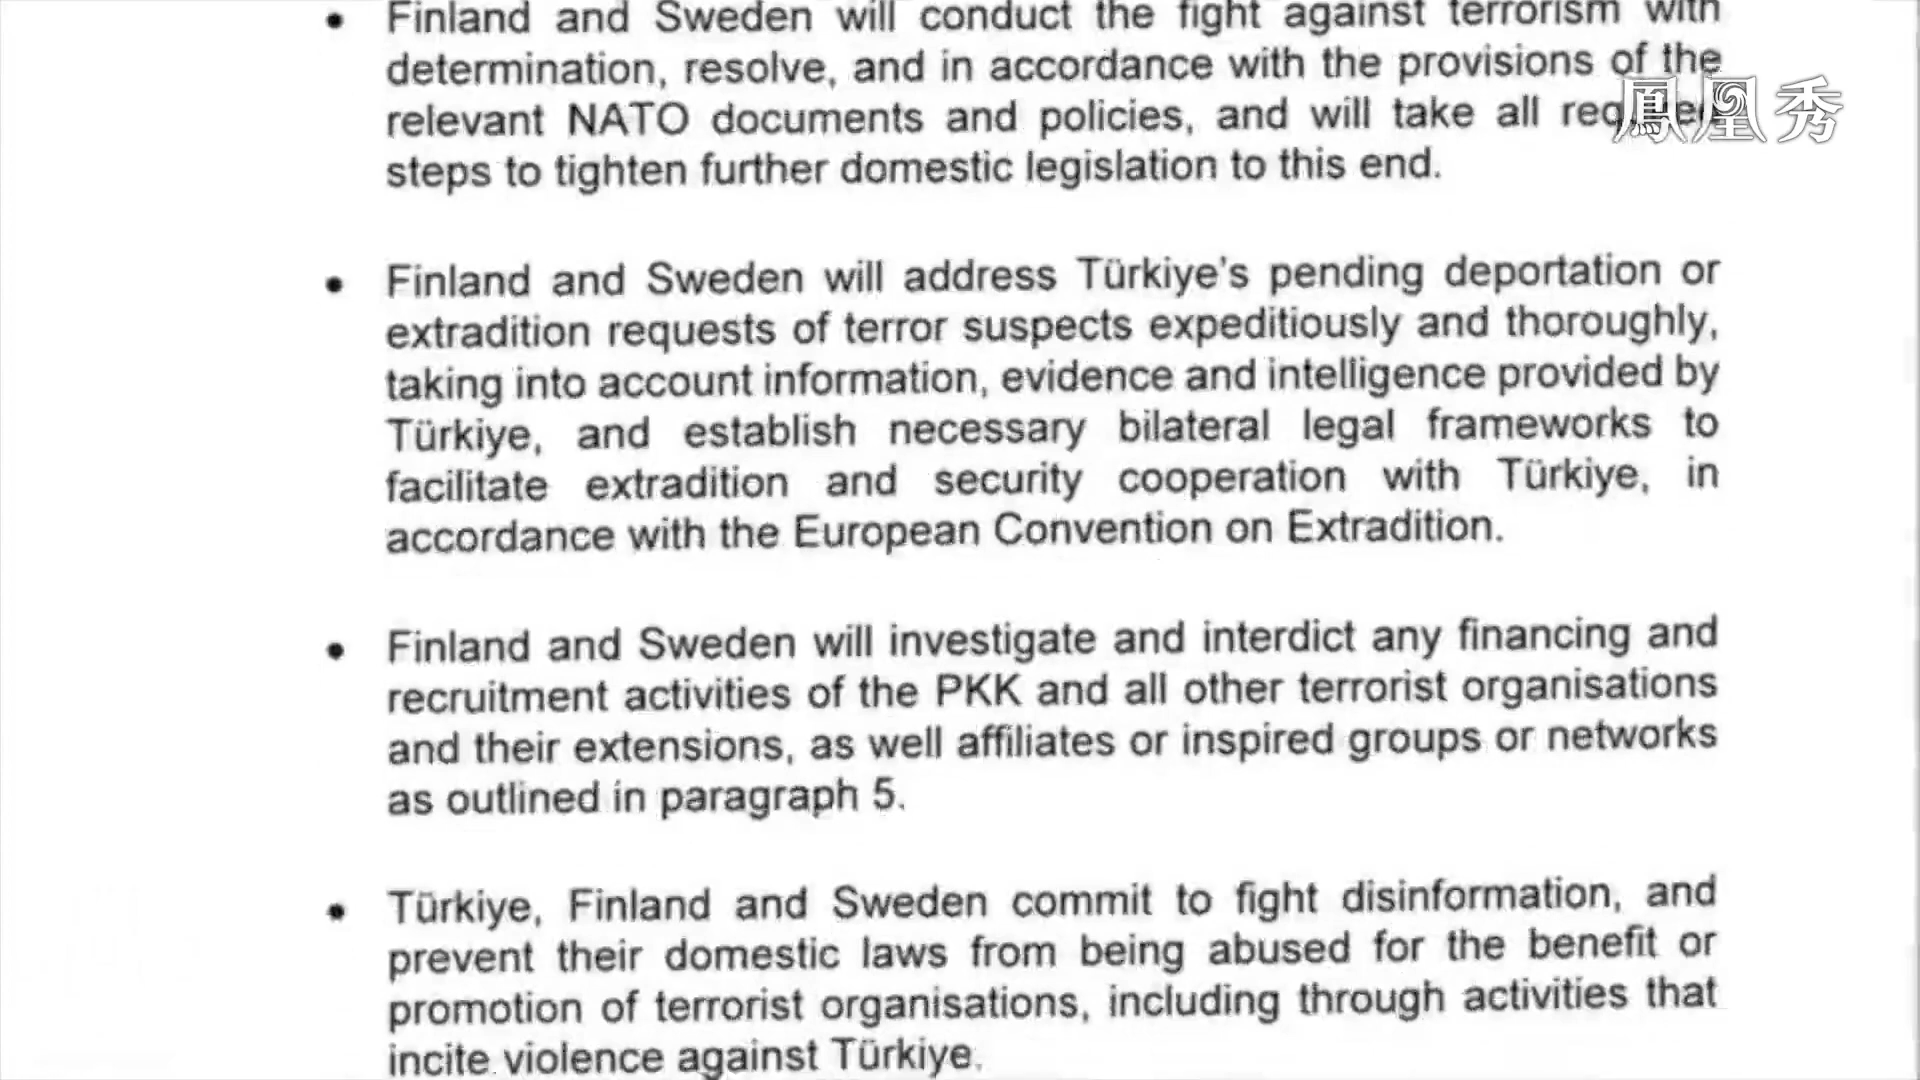 • Finland and Sweden will conduct the fight against terrorism with
determination, resolve, and in accordance with the provisions of the
relevant NATO documents and policies, and will take all required
steps to tighten further domestic legislation to this end.
鳳凰秀
• Finland and Sweden will address Türkiye's pending deportation or
extradition requests of terror suspects expeditiously and thoroughly,
taking into account information, evidence and intelligence provided by
Türkiye, and establish necessary bilateral legal frameworks to
facilitate extradition and security cooperation with Türkiye, in
accordance with the European Convention on Extradition.
• Finland and Sweden will investigate and interdict any financing and
recruitment activities of the PKK and all other terrorist organisations
and their extensions, as well affiliates or inspired groups or networks
as outlined in paragraph 5.
• Türkiye, Finland and Sweden commit to fight disinformation, and
prevent their domestic laws from being abused for the benefit or
promotion of terrorist organisations, including through activities that
incite violence against Türkiye.